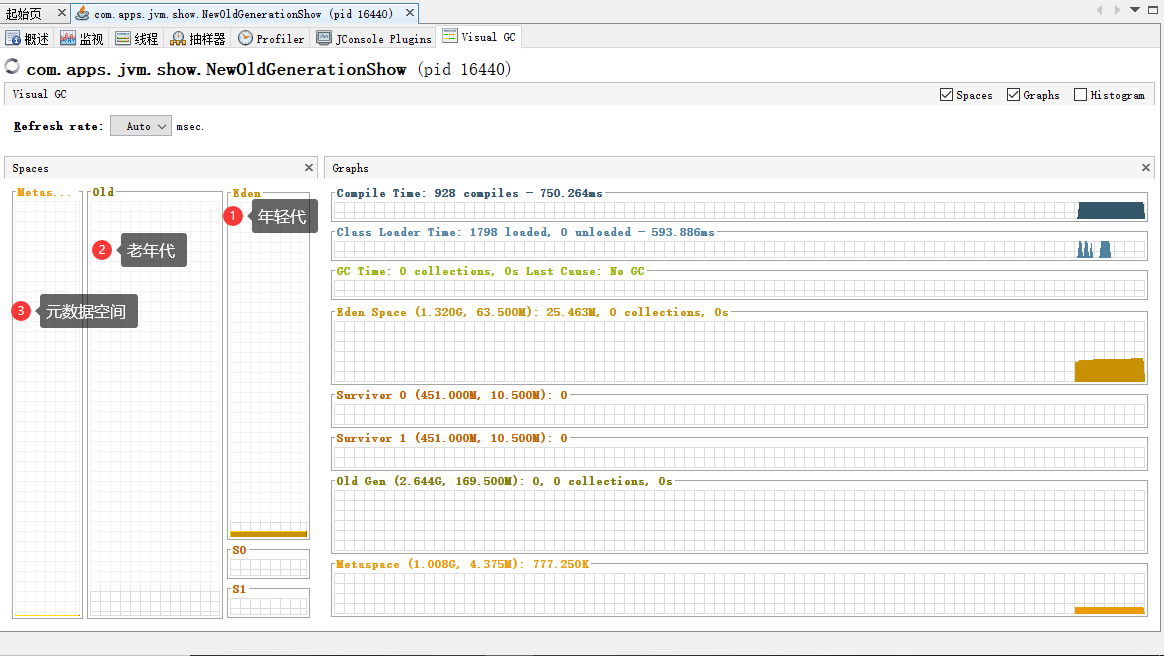 起始页
com.apps.jvm.show.NewOldGenerationShow (pid 16440)
概述 监视 线程 抽样器 Profiler JConsole Plugins Visual GC
com.apps.jvm.show.NewOldGenerationShow (pid 16440)
Visual GC
Spaces Graphs Histogram
Refresh rate: Auto msec.
Spaces
Metas...
Old
Eden
1 年轻代
2 老年代
3 元数据空间
S0
S1
Graphs
Compile Time: 928 compiles - 750.264ms
Class Loader Time: 1798 loaded, 0 unloaded - 593.886ms
GC Time: 0 collections, 0s Last Cause: No GC
Eden Space (1.320G, 63.500M): 25.463M, 0 collections, 0s
Survivor 0 (451.000M, 10.500M): 0
Survivor 1 (451.000M, 10.500M): 0
Old Gen (2.644G, 169.500M): 0, 0 collections, 0s
Metaspace (1.008G, 4.375M): 777.250K